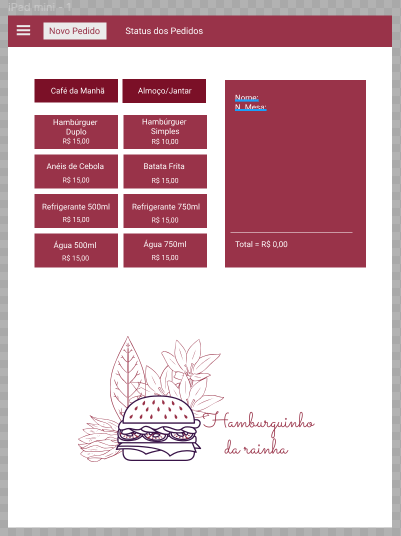 iPad mini - 1
Novo Pedido
Status dos Pedidos
Café da Manhã
Almoço/Jantar
Hambúrguer
Duplo
R$ 15,00
Hambúrguer
Simples
R$ 10,00
Anéis de Cebola
R$ 15,00
Batata Frita
R$ 15,00
Refrigerante 500ml
R$ 15,00
Refrigerante 750ml
R$ 15,00
Água 500ml
R$ 15,00
Água 750ml
R$ 15,00
Nome:
N. Mesa:
Total = R$ 0,00
Hamburguinho
da rainha